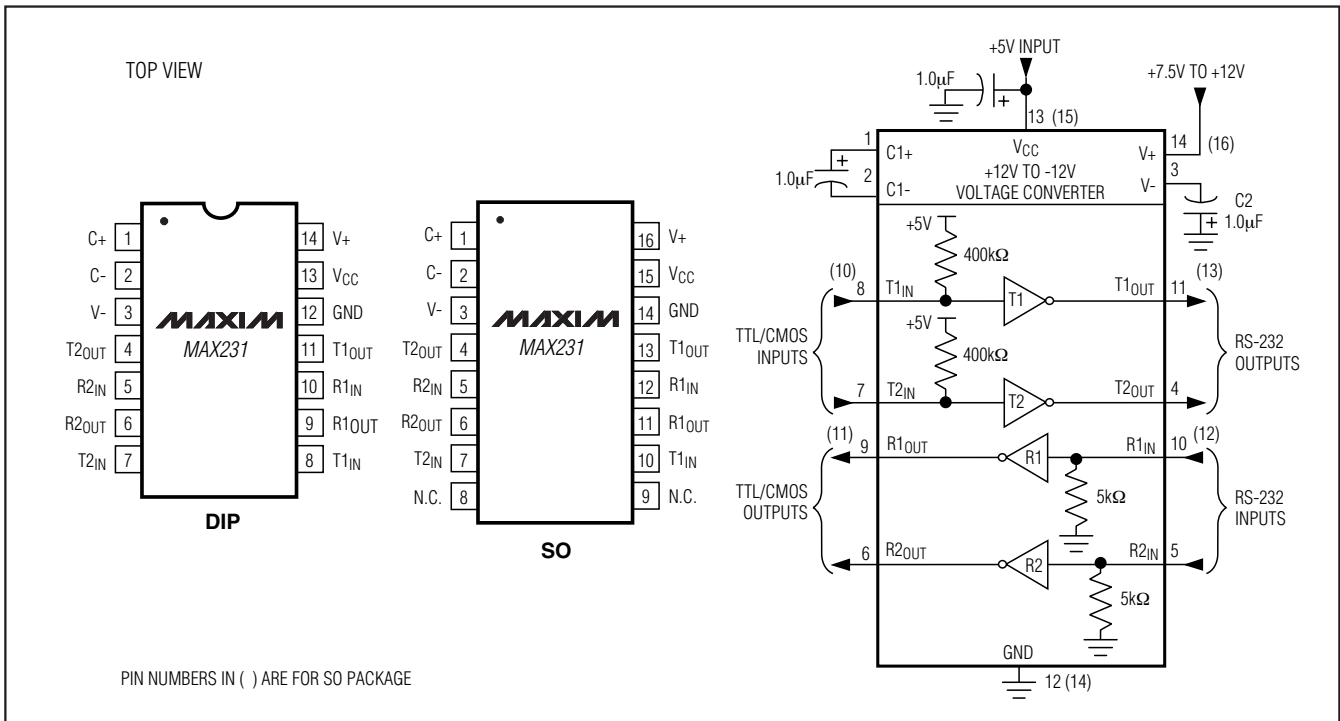 TOP VIEW
C+ 1
C- 2
V- 3
T2OUT 4
R2IN 5
R2OUT 6
T2IN 7
14 V+
13 VCC
12 GND
11 T1OUT
10 R1IN
9 R1OUT
8 T1IN
MAXIM
MAX231
DIP
C+ 1
C- 2
V- 3
T2OUT 4
R2IN 5
R2OUT 6
T2IN 7
N.C. 8
16 V+
15 VCC
14 GND
13 T1OUT
12 R1IN
11 R1OUT
10 T1IN
9 N.C.
MAXIM
MAX231
SO
PIN NUMBERS IN ( ) ARE FOR SO PACKAGE
+5V INPUT
1.0µF
+
+7.5V TO +12V
13 (15)
1
C1+
VCC
V+
14
(16)
+
1.0µF
2
C1-
+12V TO -12V
VOLTAGE CONVERTER
V-
3
C2
+ 1.0µF
+5V
400kΩ
(10)
8
T1IN
T1
T1OUT
11
(13)
TTL/CMOS
INPUTS
+5V
400kΩ
RS-232
OUTPUTS
7
T2IN
T2
T2OUT
4
(11)
9
R1OUT
R1
R1IN
10
(12)
TTL/CMOS
OUTPUTS
5kΩ
RS-232
INPUTS
6
R2OUT
R2
R2IN
5
5kΩ
GND
12 (14)